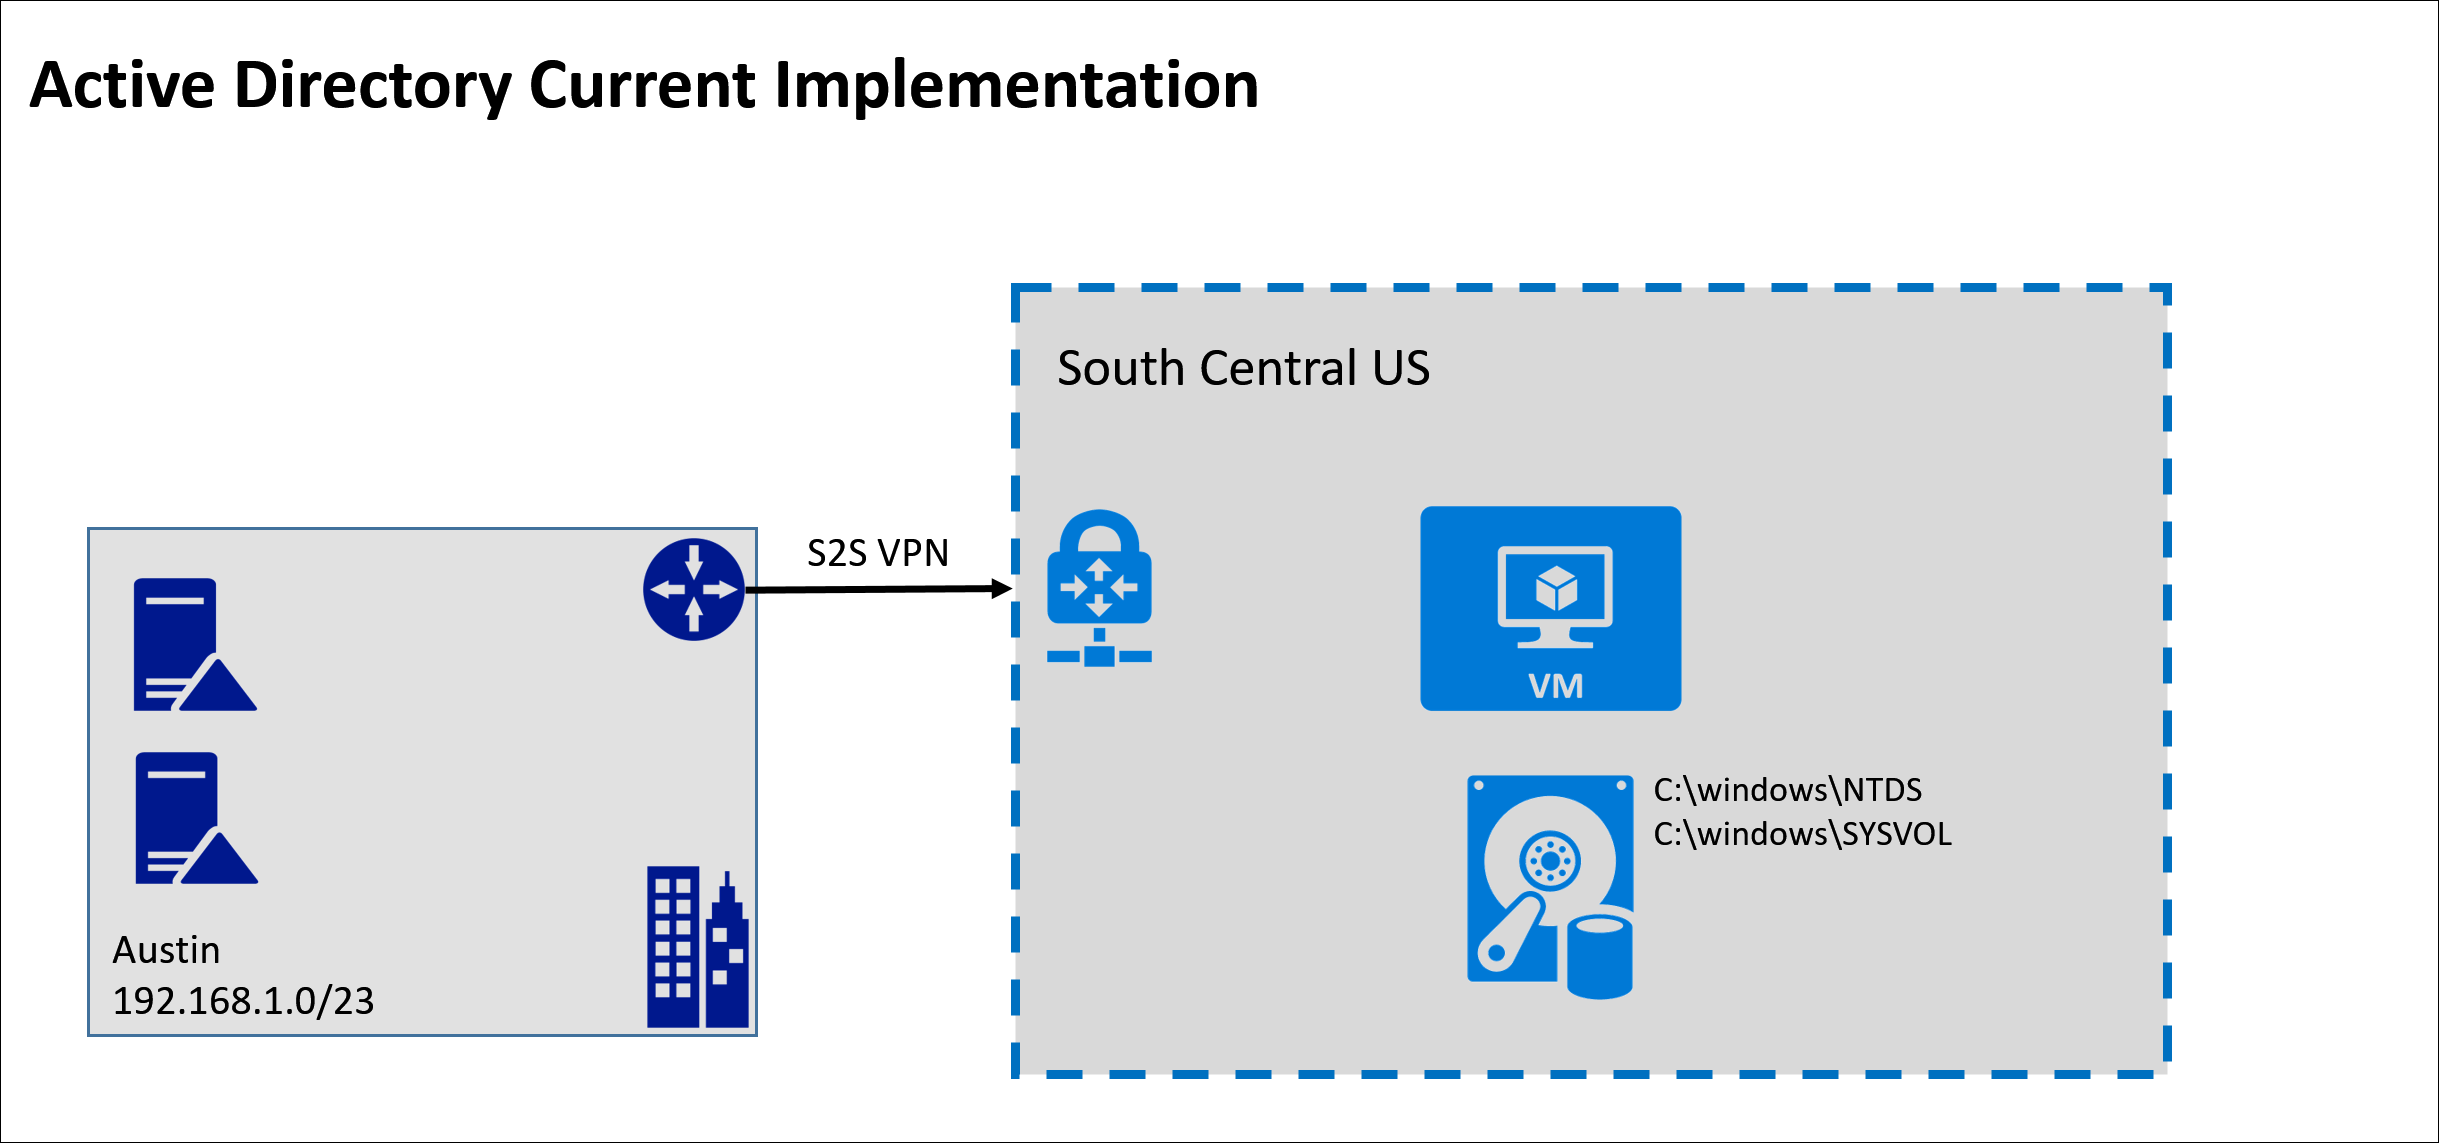 Active Directory Current Implementation
South Central US
S2S VPN
VM
C:\windows\NTDS
C:\windows\SYSVOL
Austin
192.168.1.0/23